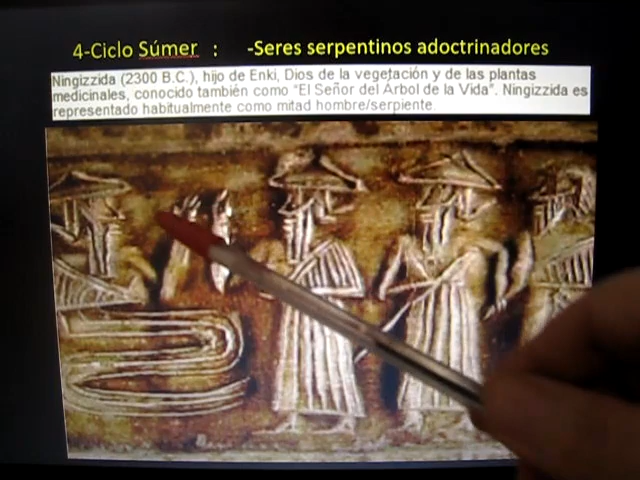 4-Ciclo Súmer : -Seres serpentinos adoctrinadores
Ningizzida (2300 B.C.), hijo de Enki, Dios de la vegetación y de las plantas
medicinales, conocido también como "El Señor del Árbol de la Vida". Ningizzida es
representado habitualmente como mitad hombre/serpiente.